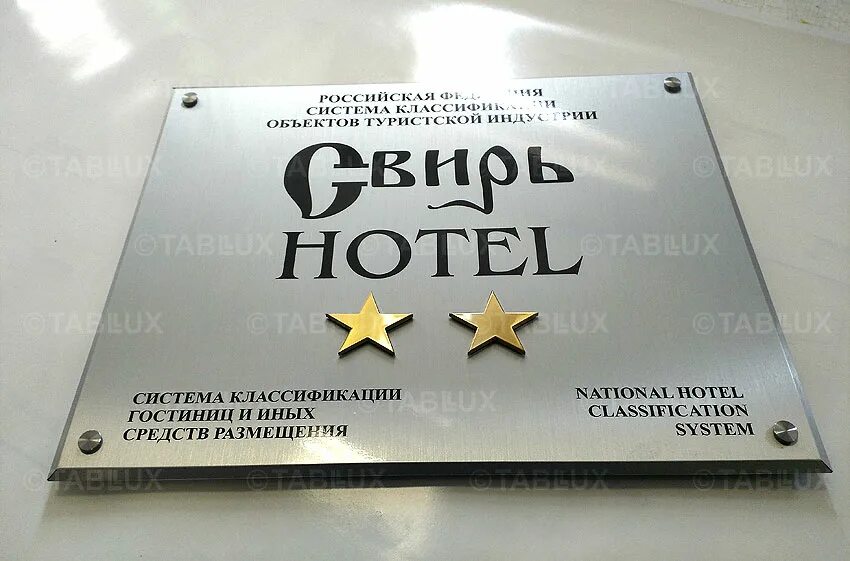 РОССИЙСКАЯ ФЕДЕРАЦИЯ
СИСТЕМА КЛАССИФИКАЦИИ
ОБЪЕКТОВ ТУРИСТСКОЙ ИНДУСТРИИ
Свирь
HOTEL
СИСТЕМА КЛАССИФИКАЦИИ
ГОСТИНИЦ И ИНЫХ
СРЕДСТВ РАЗМЕЩЕНИЯ
NATIONAL HOTEL
CLASSIFICATION
SYSTEM
©TABLLUX